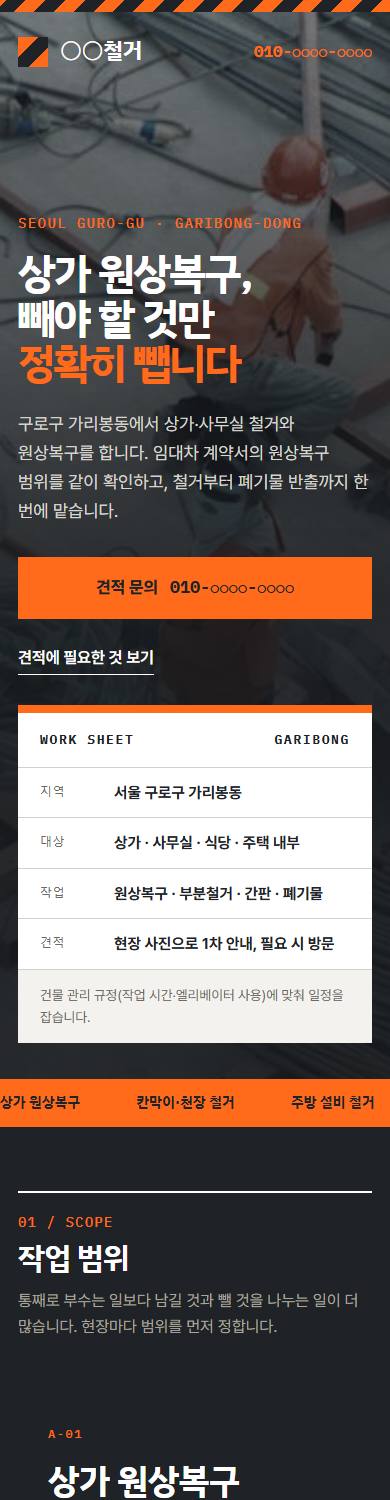 〇〇철거
010-○○○○-○○○○
SEOUL GURO-GU · GARIBONG-DONG
상가 원상복구,
빼야 할 것만
정확히 뺍니다
구로구 가리봉동에서 상가·사무실 철거와
원상복구를 합니다. 임대차 계약서의 원상복구
범위를 같이 확인하고, 철거부터 폐기물 반출까지 한
번에 맡습니다.
견적 문의 010-○○○○-○○○○
견적에 필요한 것 보기
WORK SHEET GARIBONG
지역 서울 구로구 가리봉동
대상 상가 · 사무실 · 식당 · 주택 내부
작업 원상복구 · 부분철거 · 간판 · 폐기물
견적 현장 사진으로 1차 안내, 필요 시 방문
건물 관리 규정(작업 시간·엘리베이터 사용)에 맞춰 일정을
잡습니다.
상가 원상복구 칸막이·천장 철거 주방 설비 철거
01 / SCOPE
작업 범위
통째로 부수는 일보다 남길 것과 뺄 것을 나누는 일이 더
많습니다. 현장마다 범위를 먼저 정합니다.
A-01
상가 원상복구